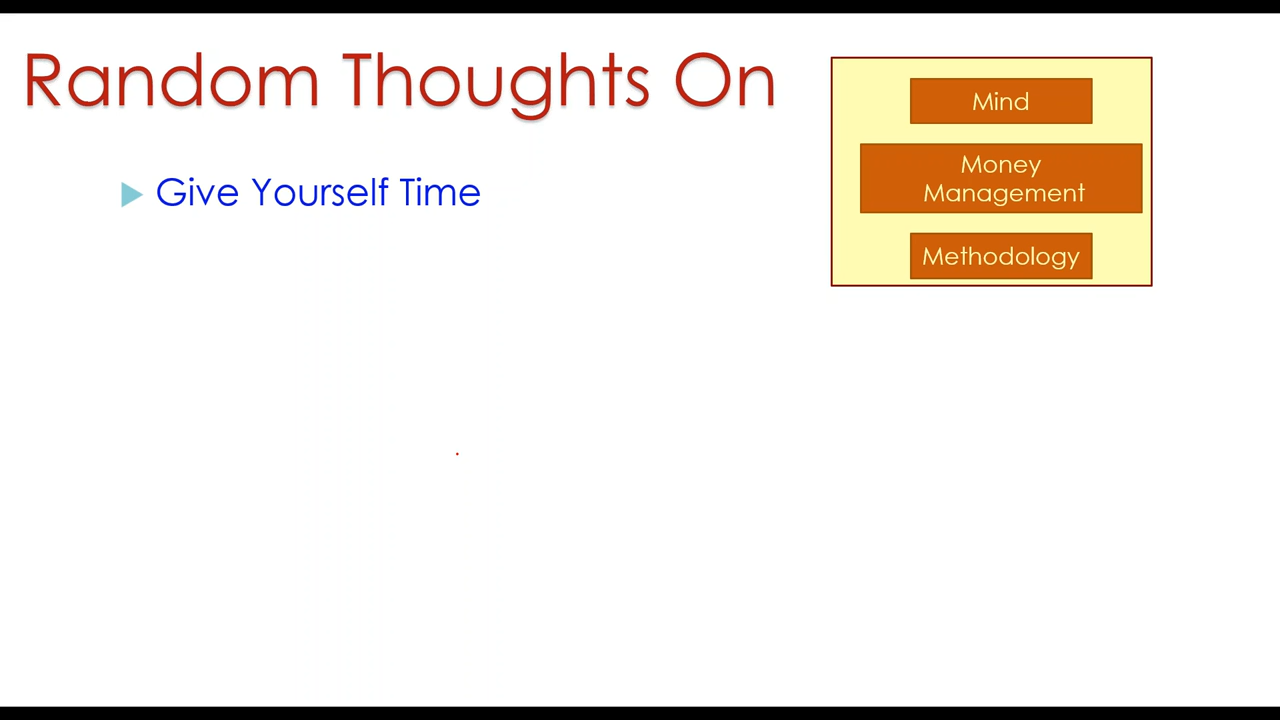 Random Thoughts On
Mind
Money
Management
Methodology
Give Yourself Time